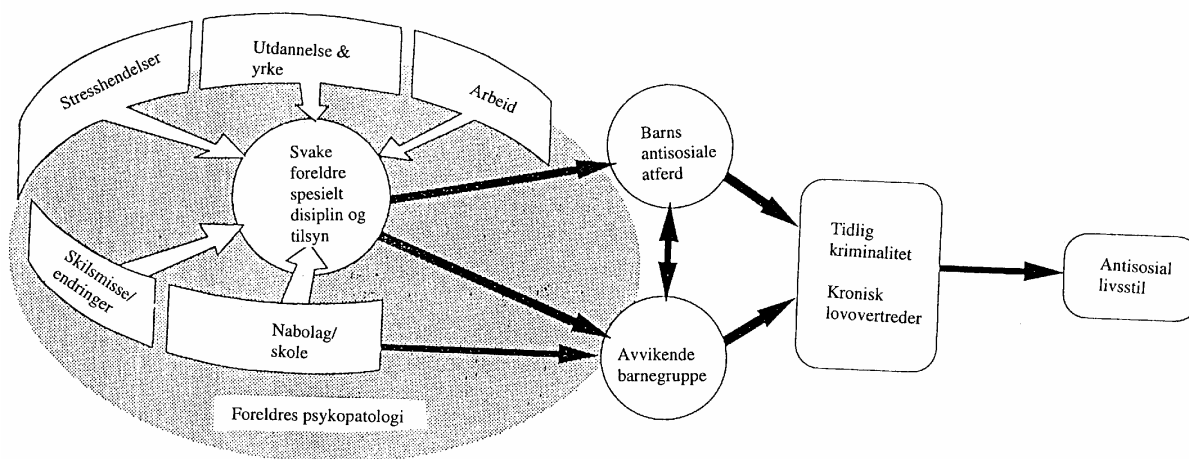 Stresshendelser
Utdannelse &
yrke
Arbeid
Svake
foreldre
spesielt
disiplin og
tilsyn
Skilsmisse/
endringer
Nabolag/
skole
Foreldres psykopatologi
Barns
antisosiale
atferd
Avvikende
barnegruppe
Tidlig
kriminalitet
Kronisk
lovovertreder
Antisosial
livsstil